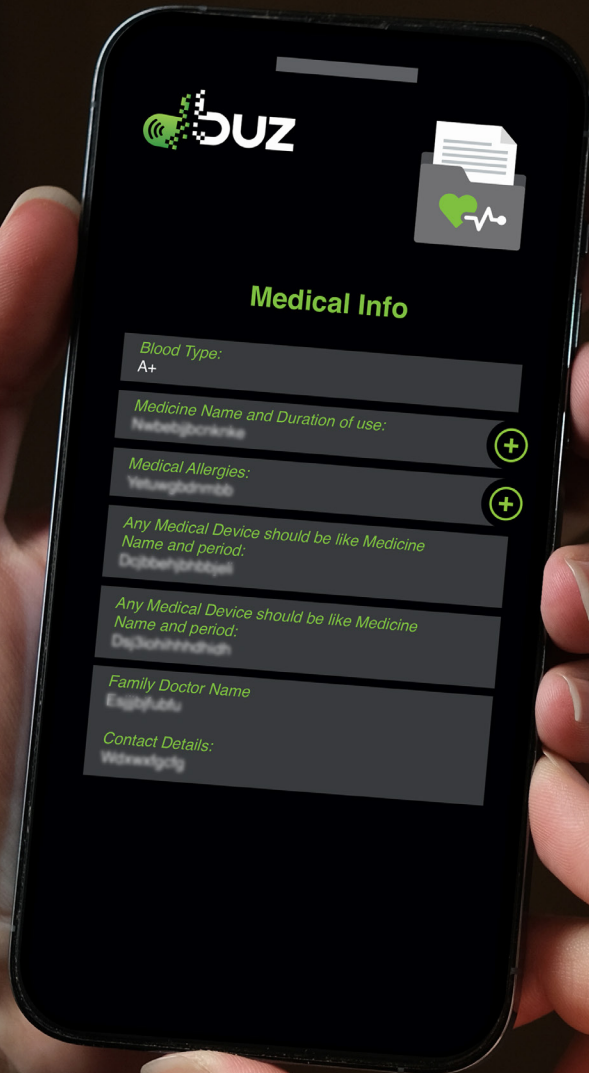 buz
Medical Info
Blood Type:
A+
Medicine Name and Duration of use:
Medical Allergies:
Any Medical Device should be like Medicine
Name and period:
Any Medical Device should be like Medicine
Name and period:
Family Doctor Name
Contact Details: